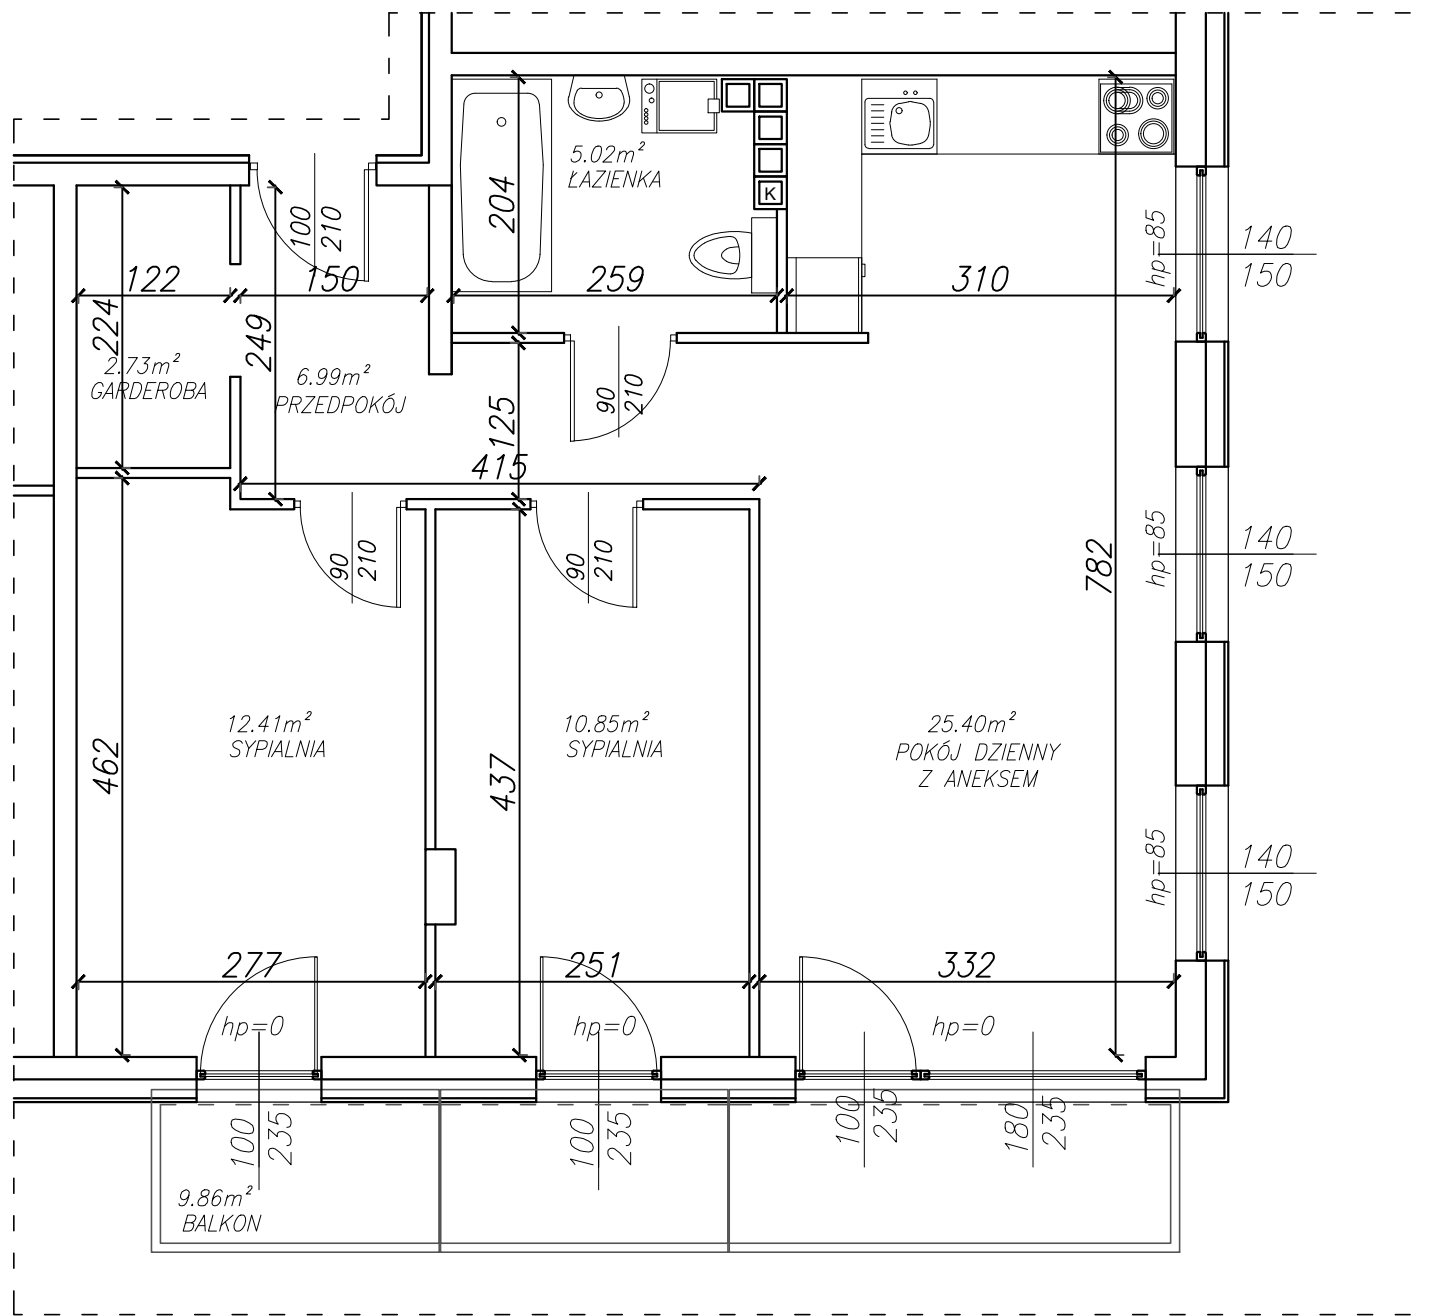 5.02m²
ŁAZIENKA
K
204
100
210
hp=85
140
150
122
150
259
310
224
249
2.73m²
GARDEROBA
6.99m²
PRZEDPOKÓJ
90
210
125
415
90
210
90
210
782
hp=85
140
150
12.41m²
SYPIALNIA
10.85m²
SYPIALNIA
25.40m²
POKÓJ DZIENNY
Z ANEKSEM
462
437
hp=85
140
150
277
251
332
hp=0
hp=0
hp=0
100
235
100
235
100
235
180
235
9.86m²
BALKON